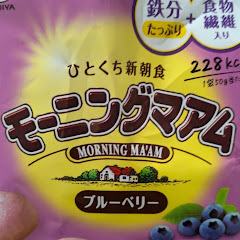 鉄分
たっぷり
+
食物
繊維
入り
ひとくち新朝食
228kc
モーニングマアム
MORNING MA'AM
ブルーベリー